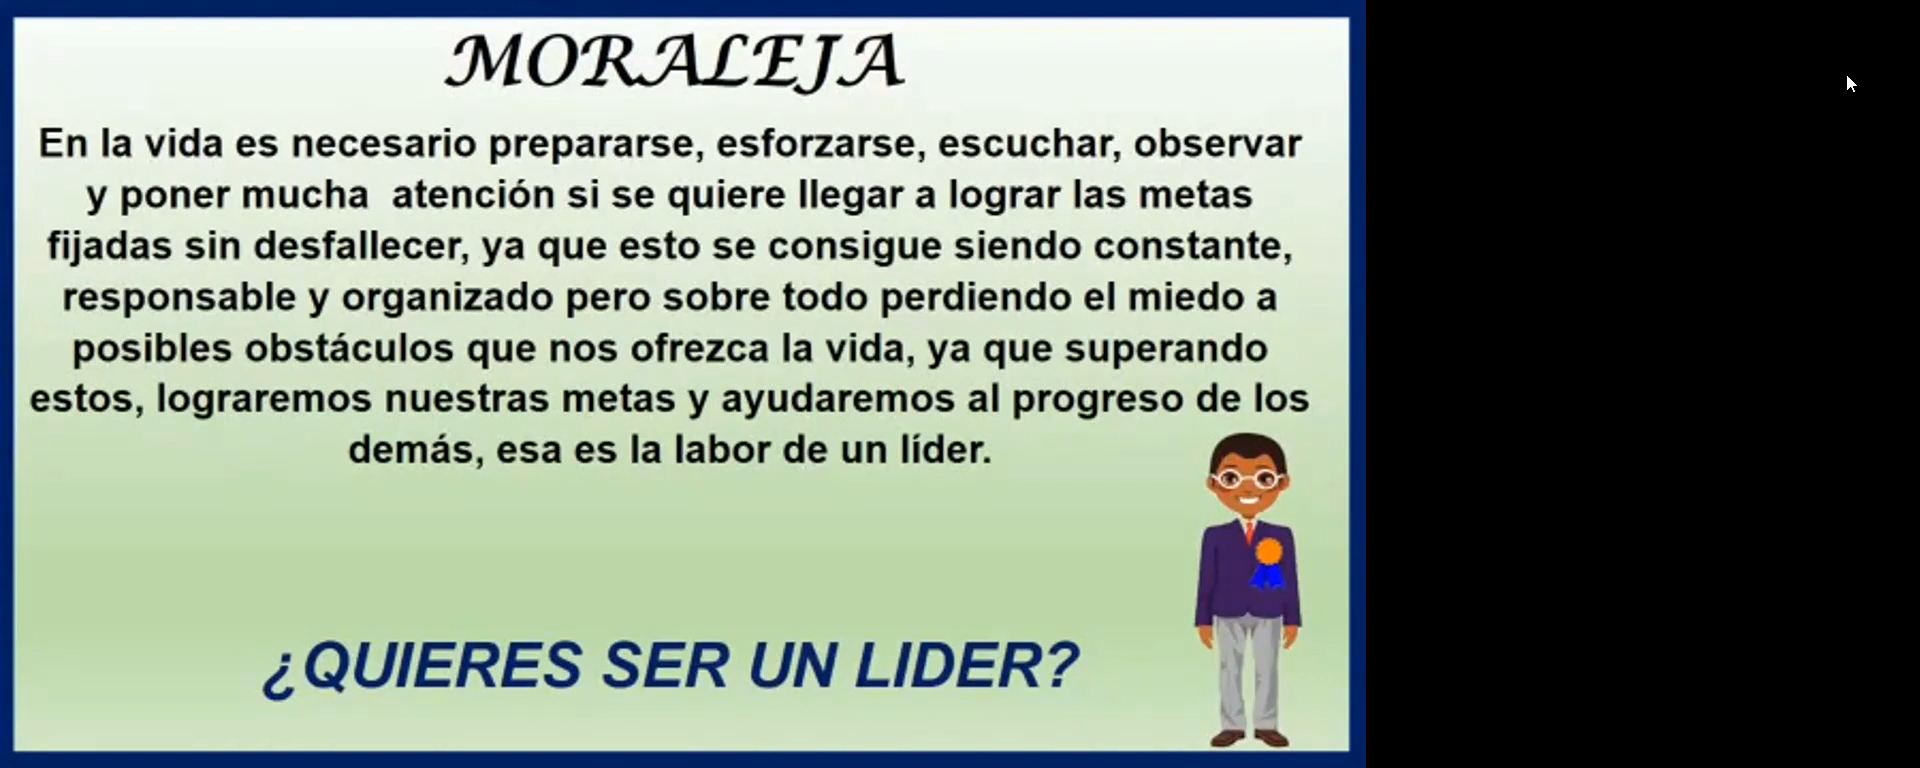 MORALEJA
En la vida es necesario prepararse, esforzarse, escuchar, observar
y poner mucha  atención si se quiere llegar a lograr las metas
fijadas sin desfallecer, ya que esto se consigue siendo constante,
responsable y organizado pero sobre todo perdiendo el miedo a
posibles obstáculos que nos ofrezca la vida, ya que superando
estos, lograremos nuestras metas y ayudaremos al progreso de los
demás, esa es la labor de un líder.
¿QUIERES SER UN LIDER?